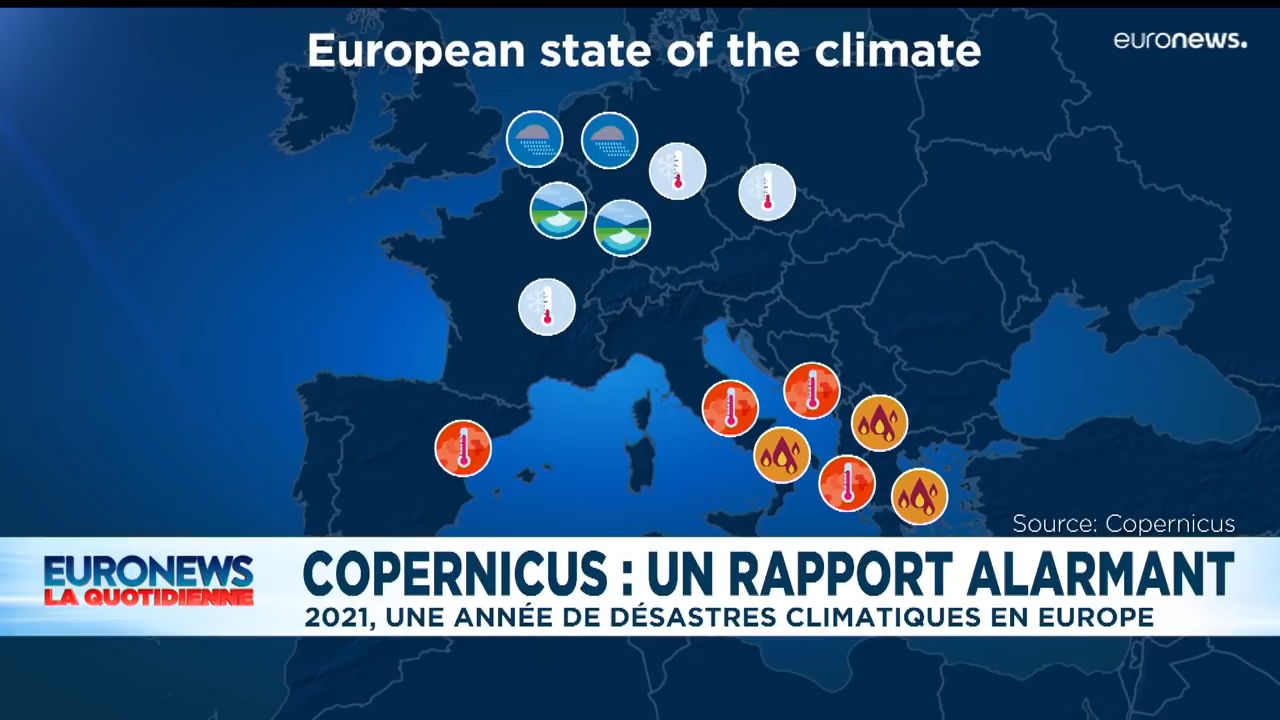 European state of the climate
euronews.
Source: Copernicus
EURONEWS
LA QUOTIDIENNE
COPERNICUS : UN RAPPORT ALARMANT
2021, UNE ANNÉE DE DÉSASTRES CLIMATIQUES EN EUROPE